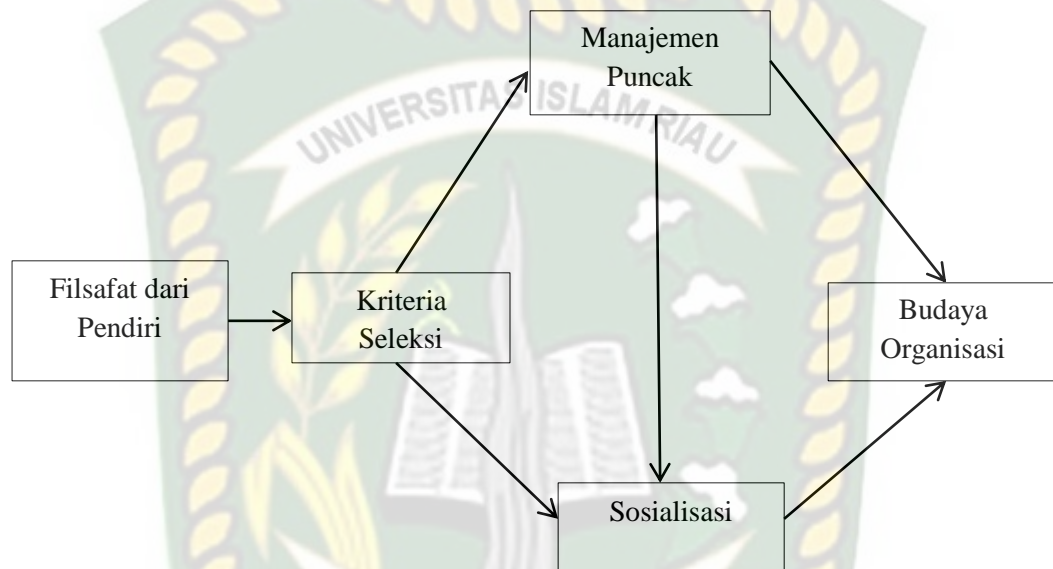 Manajemen
Puncak
UNIVERSITAS ISLAM RIAU
Filsafat dari
Pendiri
Kriteria
Seleksi
Budaya
Organisasi
Sosialisasi